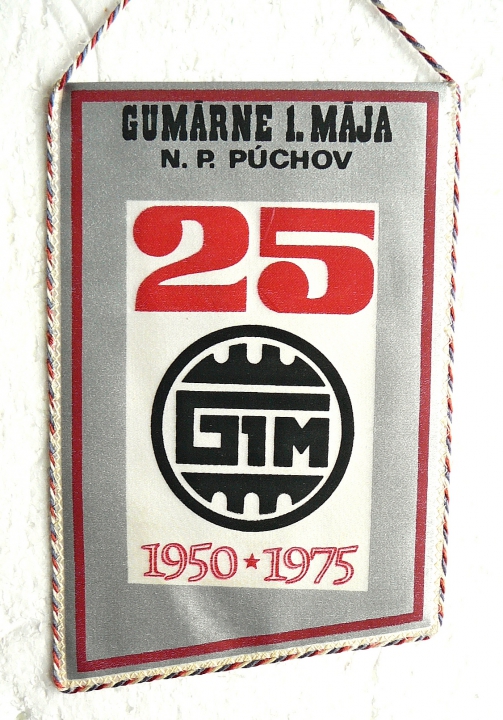 GUMÁRNE 1. MÁJA
N. P. PÚCHOV
25
G1M
1950 ★ 1975